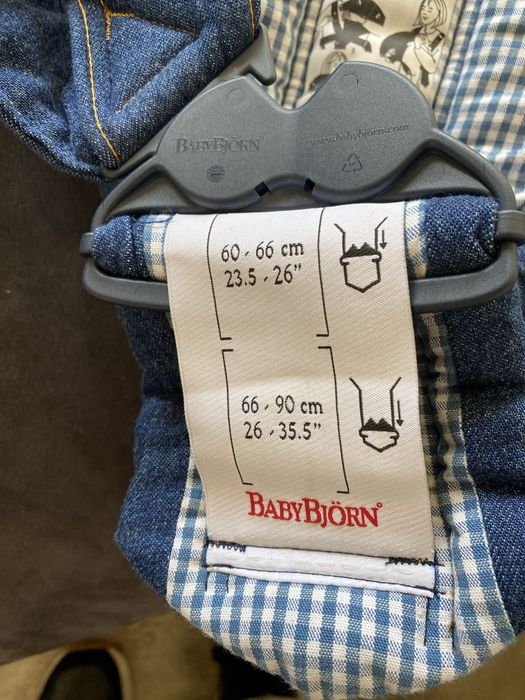 BABYBJÖRN
www.babybjorn.com
60 - 66 cm
23.5 - 26"
66 - 90 cm
26 - 35.5"
BABYBJÖRN®